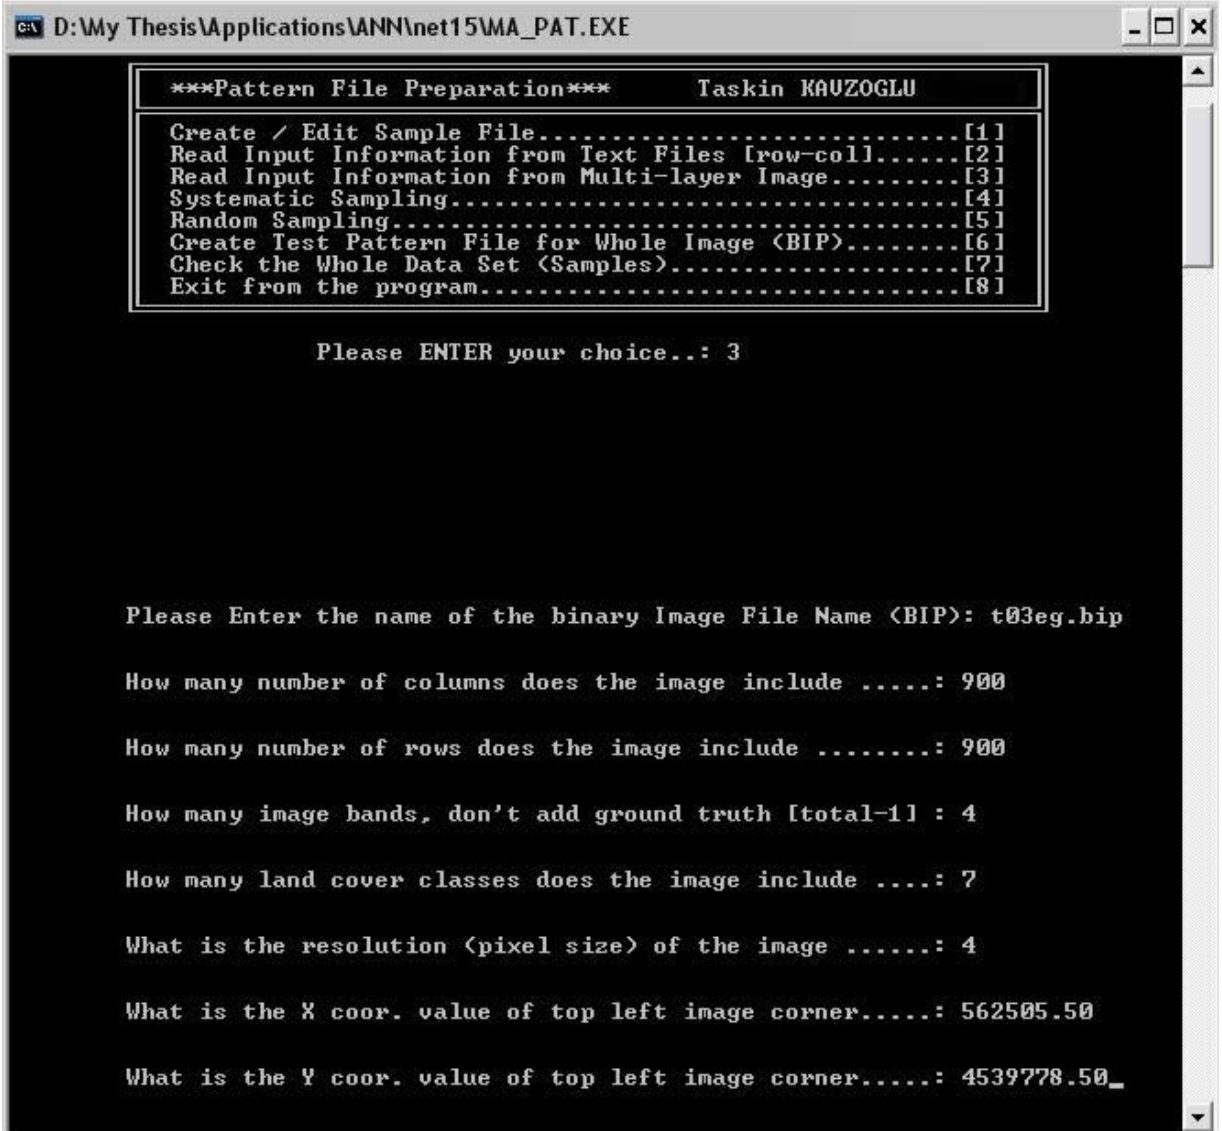 D:\My Thesis\Applications\ANN\net15\MA_PAT.EXE
***Pattern File Preparation*** Taskin KAVZOGLU
Create / Edit Sample File.............................[1]
Read Input Information from Text Files [row-col]......[2]
Read Input Information from Multi-layer Image.........[3]
Systematic Sampling...................................[4]
Random Sampling.......................................[5]
Create Test Pattern File for Whole Image (BIP)........[6]
Check the Whole Data Set (Samples)....................[7]
Exit from the program.................................[8]
Please ENTER your choice..: 3
Please Enter the name of the binary Image File Name (BIP): t03eg.bip
How many number of columns does the image include .....: 900
How many number of rows does the image include ........: 900
How many image bands, don't add ground truth [total-1] : 4
How many land cover classes does the image include ....: 7
What is the resolution (pixel size) of the image ......: 4
What is the X coor. value of top left image corner.....: 562505.50
What is the Y coor. value of top left image corner.....: 4539778.50_